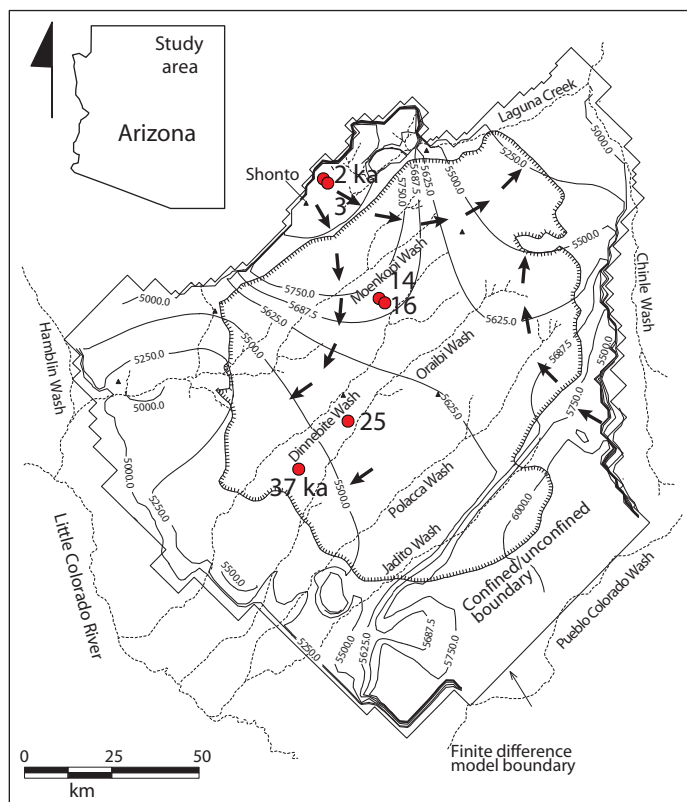 Study
area
Arizona
Laguna Creek
5000.0
5250.0
2 ka
Shonto
3
5750.0
5687.5
5625.0
5500.0
5500.0
Chinle Wash
Moenkopi Wash
14
16
5000.0
5750.0
5687.5
5625.0
5625.0
5687.5
5500.0
5750.0
Hamblin Wash
5250.0
5500.0
Oraibi Wash
5625.0
5000.0
Dinnebite Wash
25
37 ka
5500.0
Polacca Wash
6000.0
5000.0
5250.0
Jadito Wash
Confined/unconfined
boundary
Little Colorado River
5500.0
Pueblo Colorado Wash
5250.0
5500.0
5625.0
5687.5
5750.0
0 25 50
km
Finite difference
model boundary